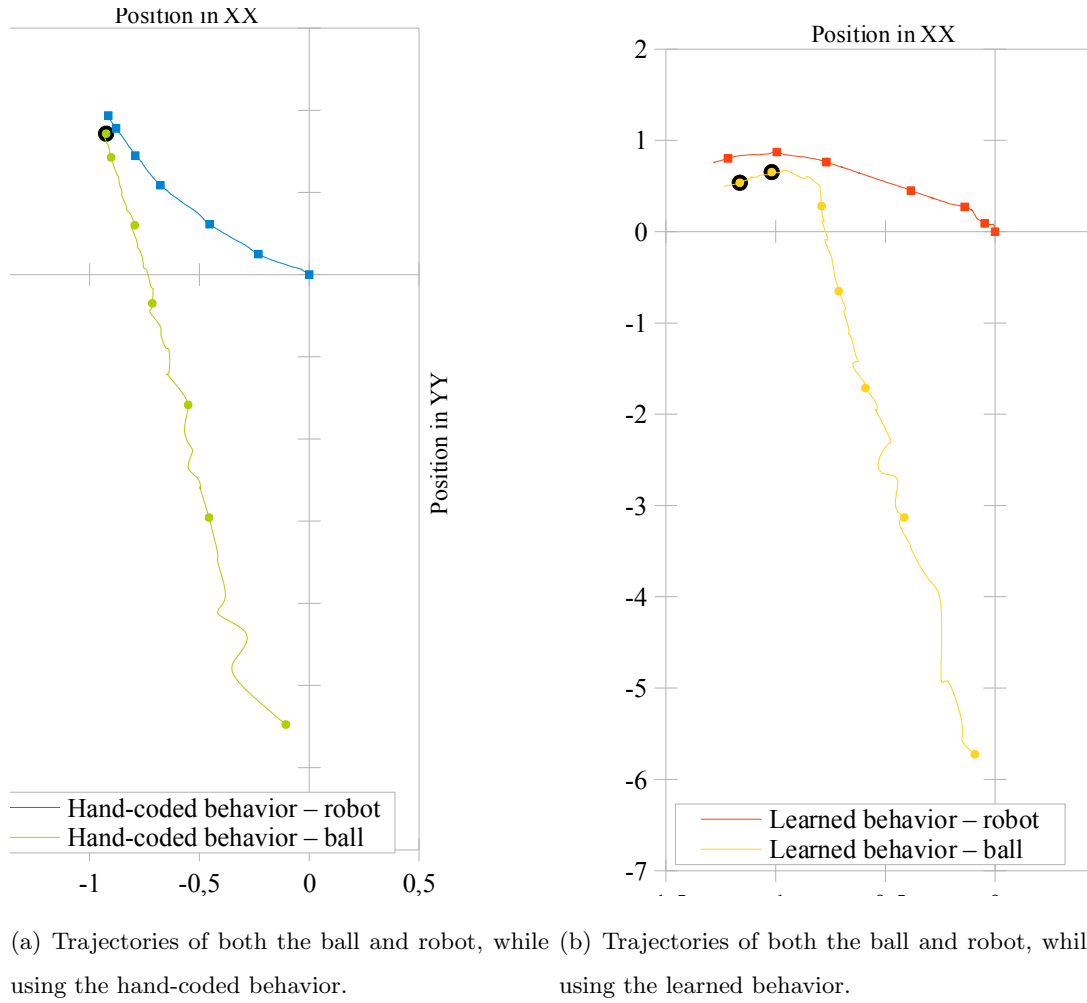 Position in XX
Position in YY
Hand-coded behavior – robot
Hand-coded behavior – ball
-1
-0,5
0
0,5
Position in XX
2
1
0
-1
-2
-3
-4
-5
-6
-7
Learned behavior – robot
Learned behavior – ball
(a) Trajectories of both the ball and robot, while
using the hand-coded behavior.
(b) Trajectories of both the ball and robot, whil
using the learned behavior.